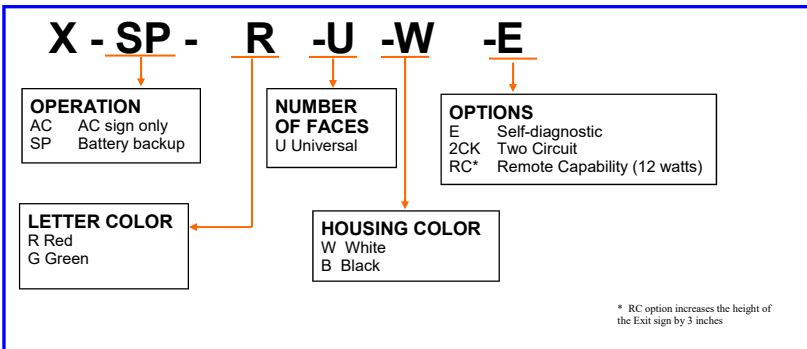 X - SP - R -U -W -E
OPERATION
AC AC sign only
SP Battery backup
NUMBER
OF FACES
U Universal
OPTIONS
E Self-diagnostic
2CK Two Circuit
RC* Remote Capability (12 watts)
LETTER COLOR
R Red
G Green
HOUSING COLOR
W White
B Black
* RC option increases the height of
the Exit sign by 3 inches